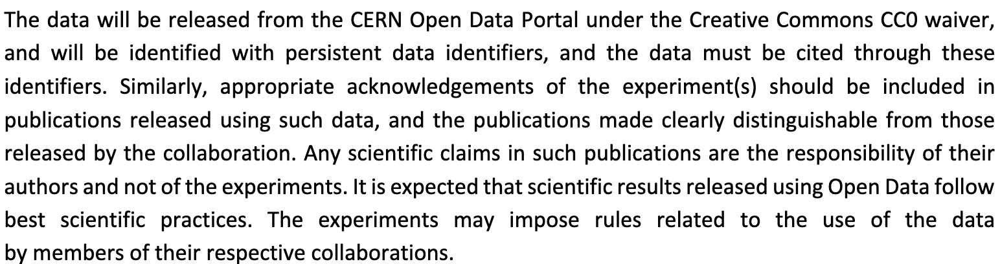 The data will be released from the CERN Open Data Portal under the Creative Commons CC0 waiver,
and will be identified with persistent data identifiers, and the data must be cited through these
identifiers. Similarly, appropriate acknowledgements of the experiment(s) should be included in
publications released using such data, and the publications made clearly distinguishable from those
released by the collaboration. Any scientific claims in such publications are the responsibility of their
authors and not of the experiments. It is expected that scientific results released using Open Data follow
best scientific practices. The experiments may impose rules related to the use of the data
by members of their respective collaborations.